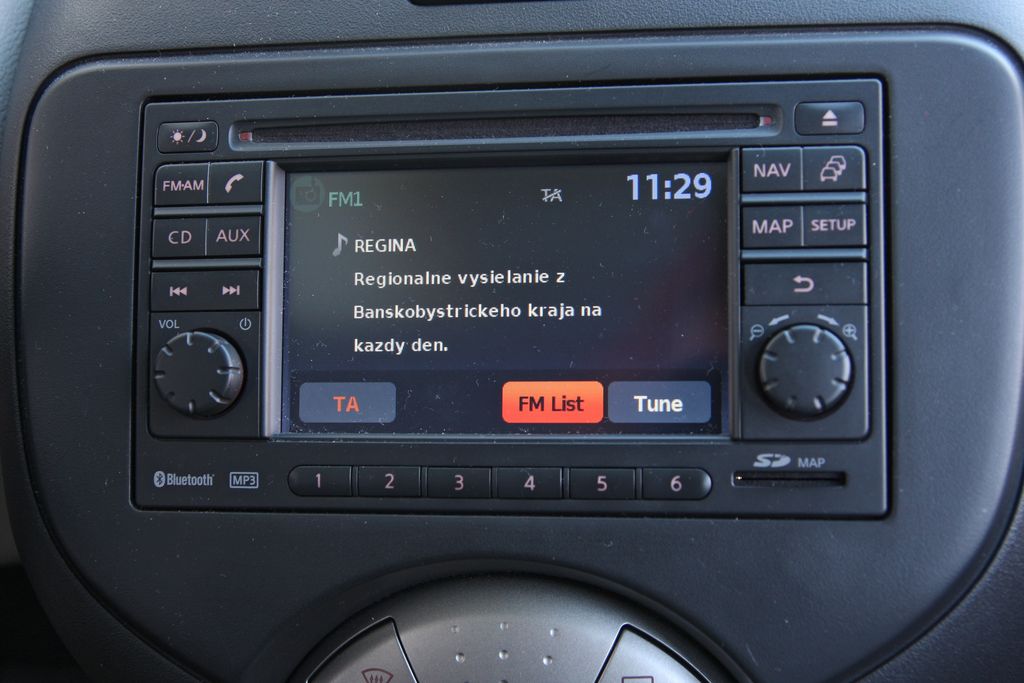 FM·AM
NAV
FM1
TA
11:29
CD
AUX
MAP
SETUP
REGINA
Regionalne vysielanie z
Banskobystrickeho kraja na
kazdy den.
VOL
TA
FM List
Tune
Bluetooth
MP3
1
2
3
4
5
6
SD
MAP